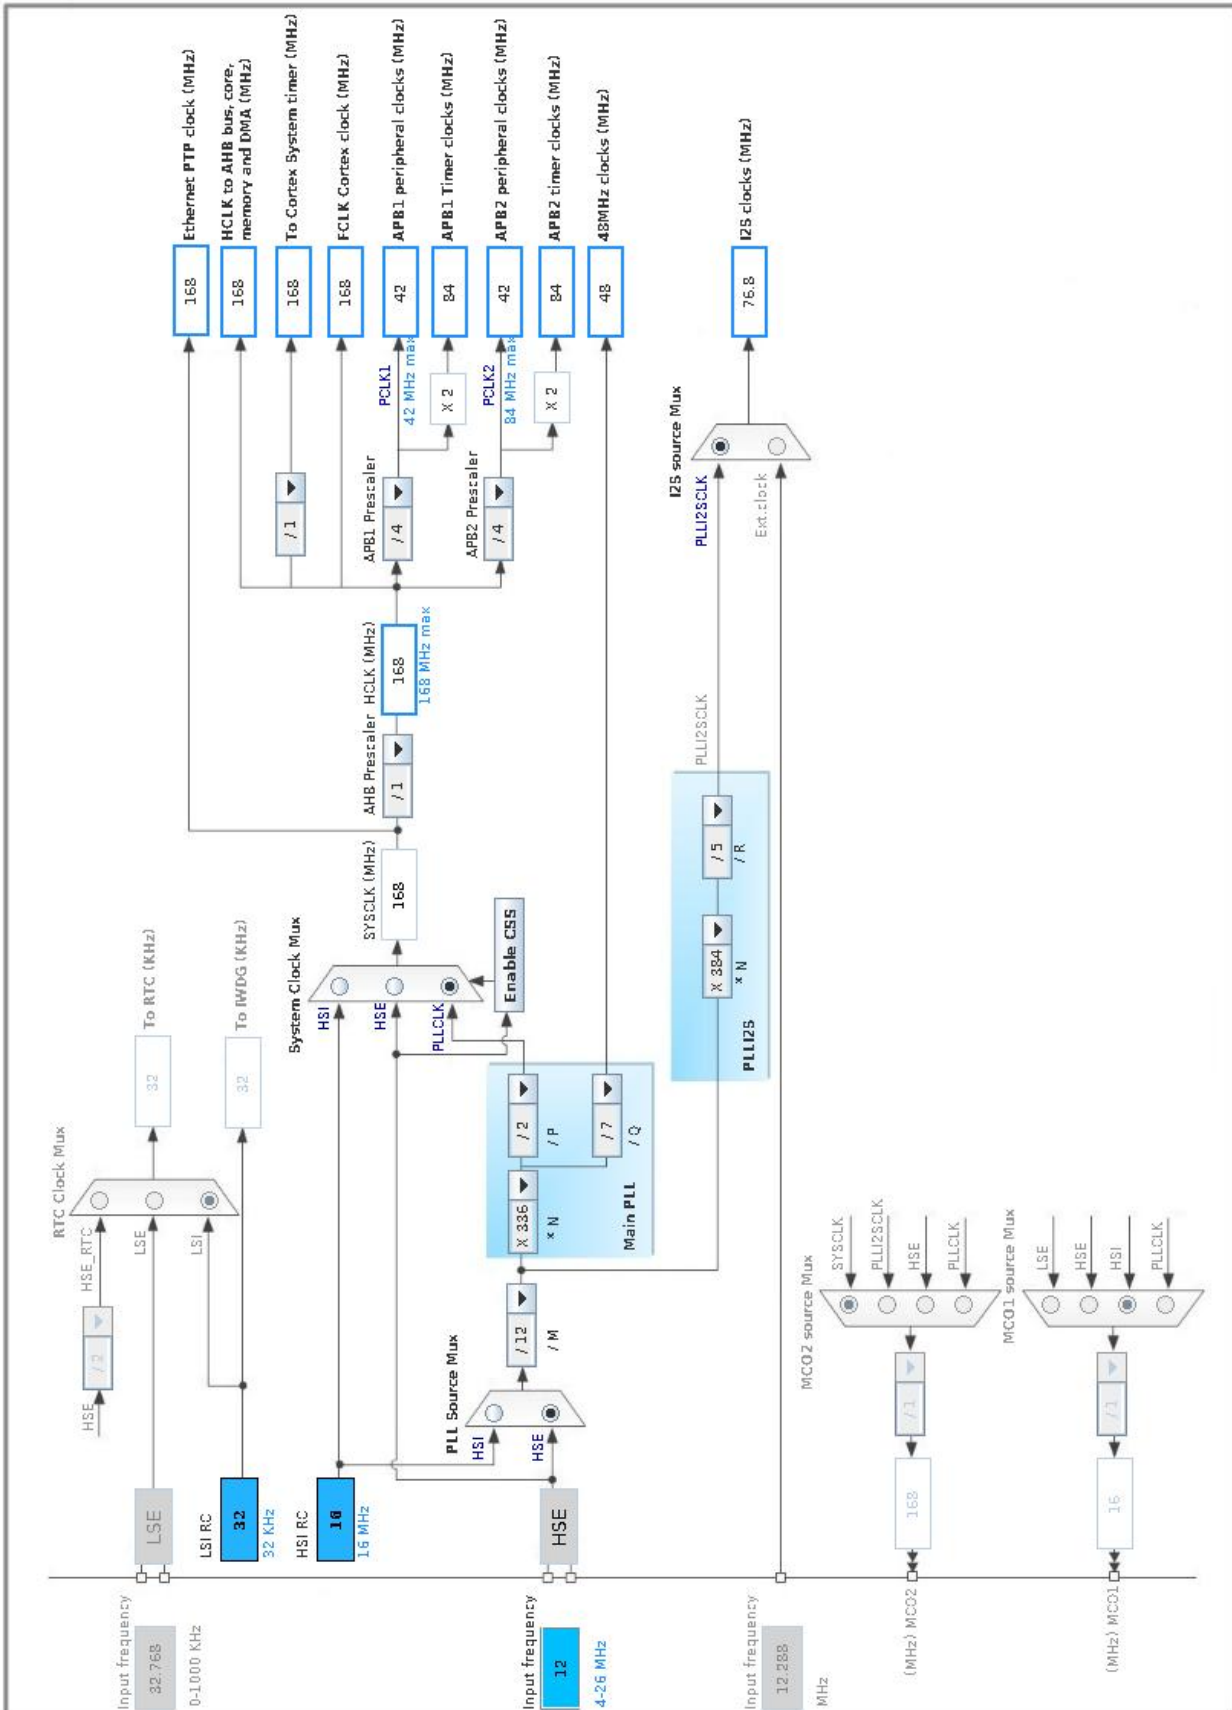 Input frequency
32.768
0-1000 KHz
LSE
HSE
/ 2
HSE_RTC
LSE
LSI
RTC Clock Mux
32
To RTC (KHz)
LSI RC
32
32 KHz
32
To IWDG (KHz)
HSI RC
16
16 MHz
System Clock Mux
HSI
HSE
PLLCLK
Enable CSS
SYSCLK (MHz)
168
AHB Prescaler
/ 1
HCLK (MHz)
168
168 MHz max
168
Ethernet PTP clock (MHz)
168
HCLK to AHB bus, core,
memory and DMA (MHz)
/ 1
168
To Cortex System timer (MHz)
168
FCLK Cortex clock (MHz)
APB1 Prescaler
/ 4
PCLK1
42 MHz max
42
APB1 peripheral clocks (MHz)
X 2
84
APB1 Timer clocks (MHz)
APB2 Prescaler
/ 4
PCLK2
84 MHz max
42
APB2 peripheral clocks (MHz)
X 2
84
APB2 timer clocks (MHz)
48
48MHz clocks (MHz)
Input frequency
12
4-26 MHz
HSE
PLL Source Mux
HSI
HSE
/ 12
/ M
X 336
* N
/ 2
/ P
/ 7
/ Q
Main PLL
PLLI2S
X 384
* N
/ 5
/ R
PLLI2SCLK
I2S source Mux
PLLI2SCLK
Ext.clock
76.8
I2S clocks (MHz)
Input frequency
12.288
MHz
MCO2 source Mux
SYSCLK
PLLI2SCLK
HSE
PLLCLK
/ 1
168
(MHz) MCO2
MCO1 source Mux
LSE
HSE
HSI
PLLCLK
/ 1
16
(MHz) MCO1